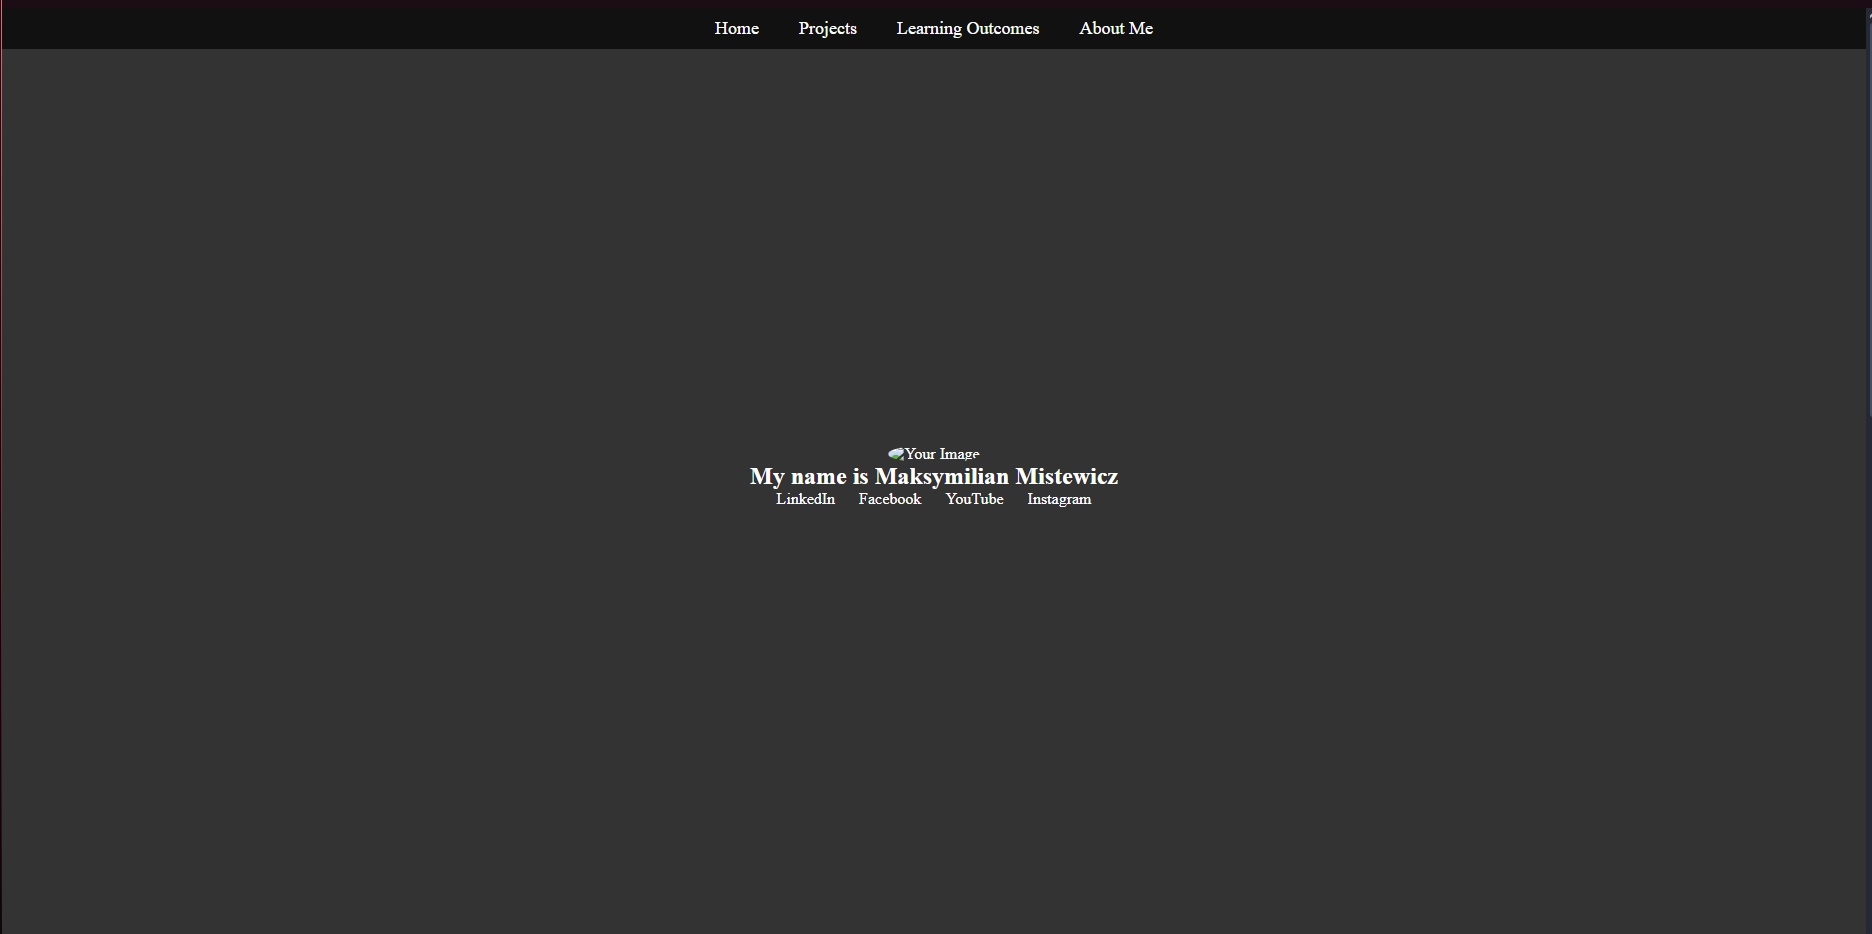 Home Projects Learning Outcomes About Me
Your Image
My name is Maksymilian Mistewicz
LinkedIn Facebook YouTube Instagram